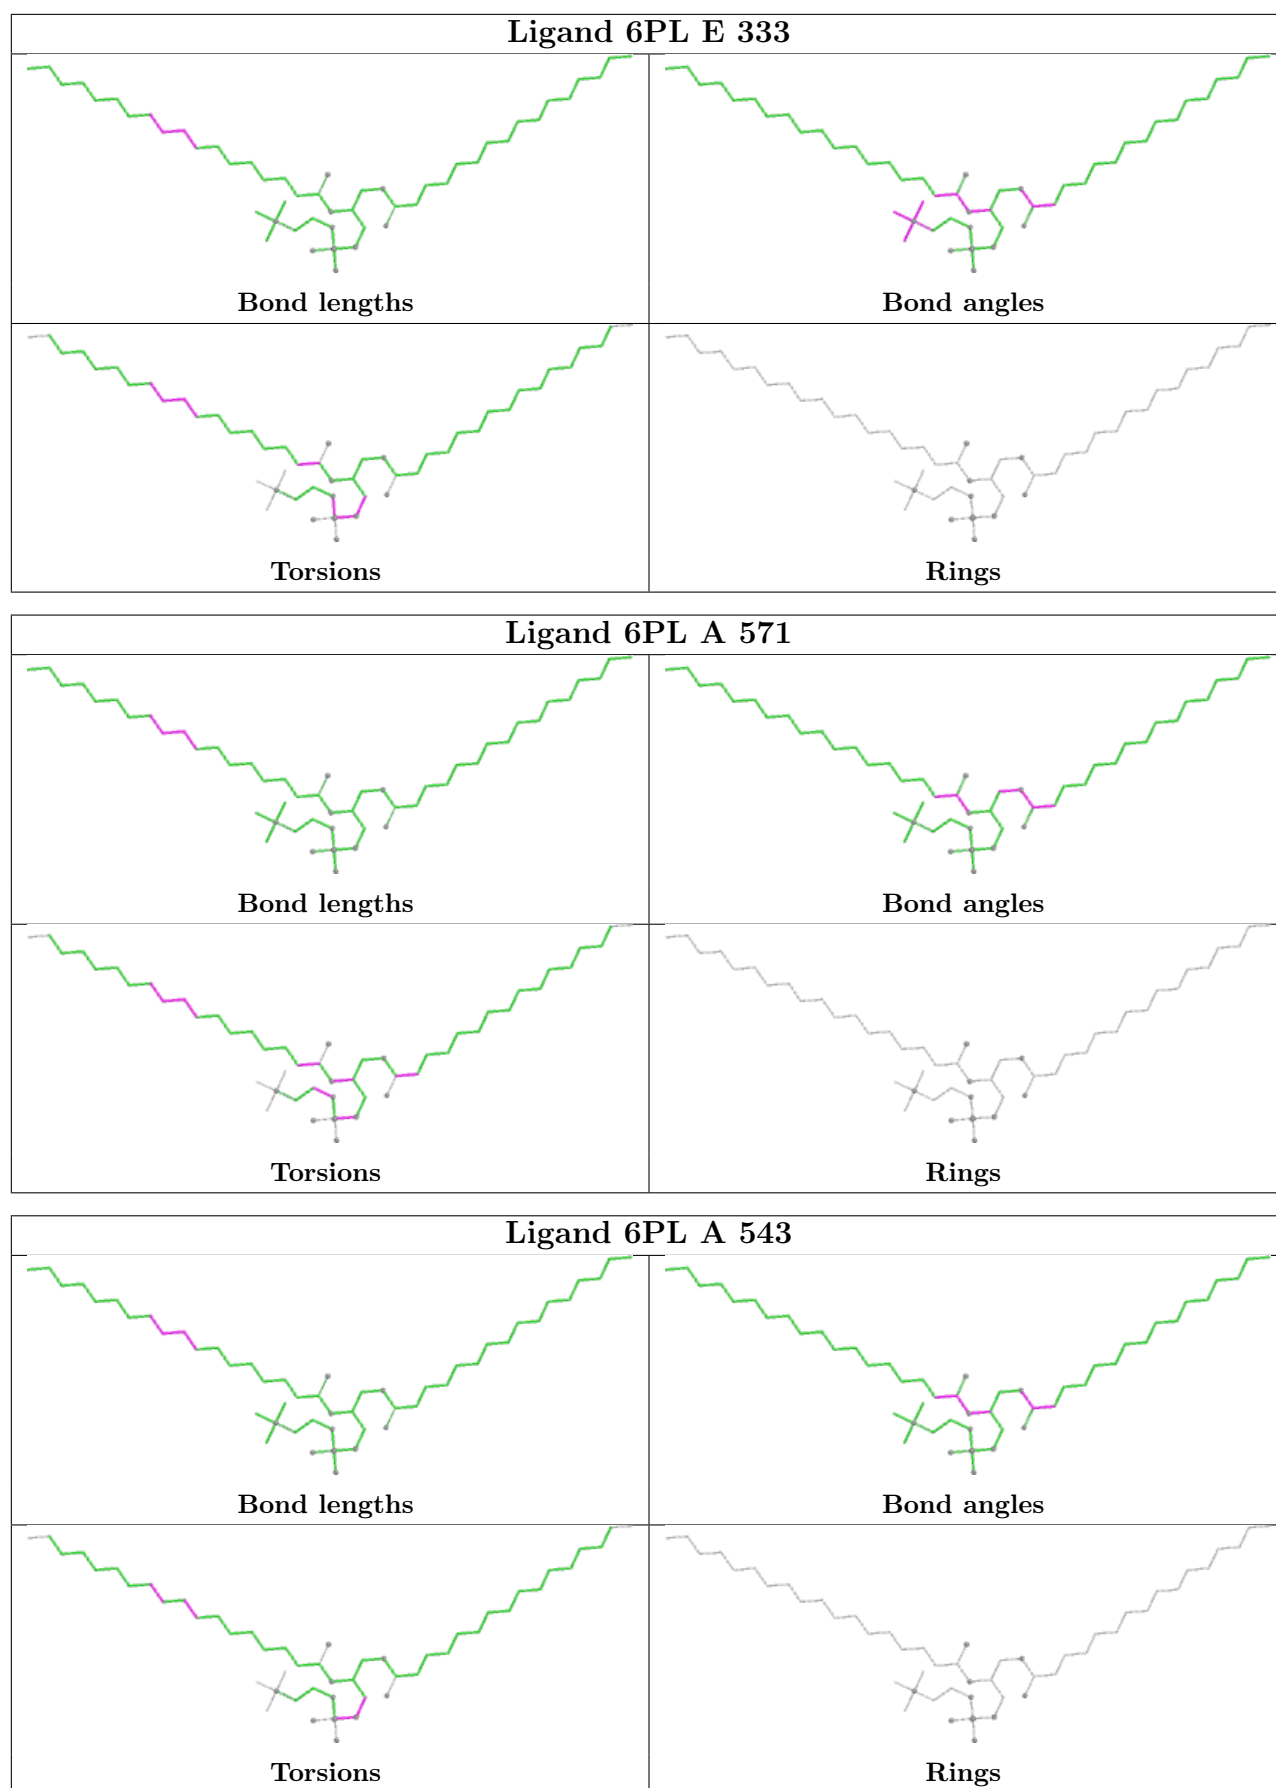 Ligand 6PL E 333
Bond lengths
Bond angles
Torsions
Rings
Ligand 6PL A 571
Bond lengths
Bond angles
Torsions
Rings
Ligand 6PL A 543
Bond lengths
Bond angles
Torsions
Rings